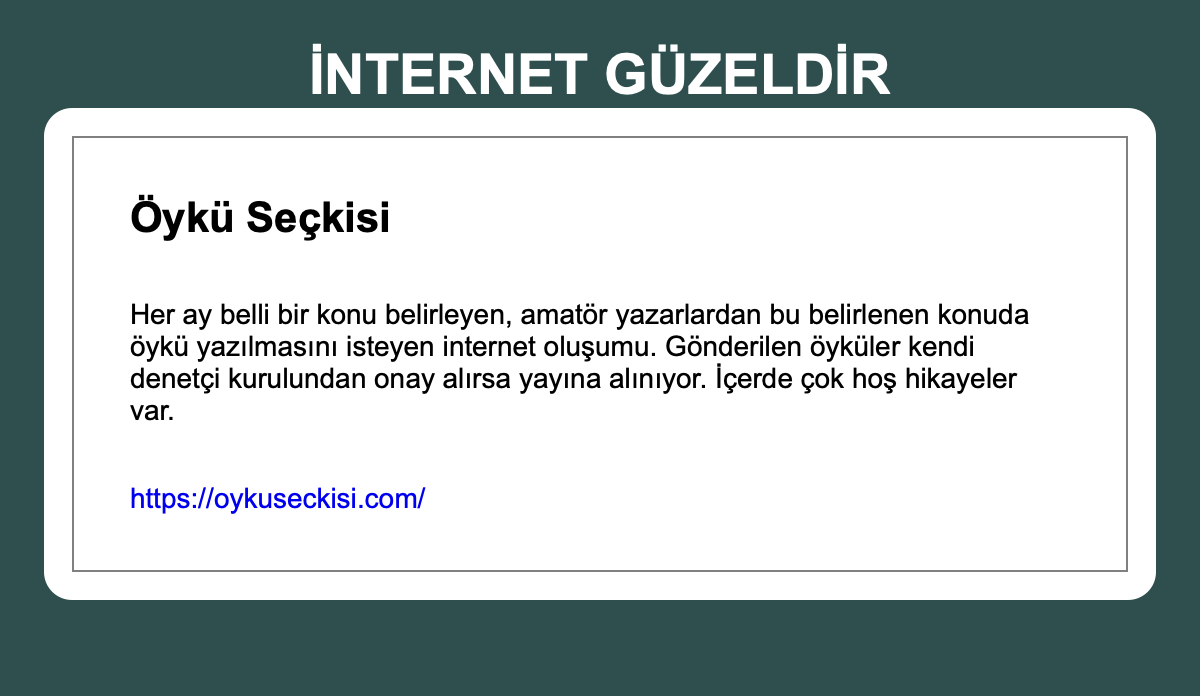 İNTERNET GÜZELDİR
Öykü Seçkisi
Her ay belli bir konu belirleyen, amatör yazarlardan bu belirlenen konuda
öykü yazılmasını isteyen internet oluşumu. Gönderilen öyküler kendi
denetçi kurulundan onay alırsa yayına alınıyor. İçerde çok hoş hikayeler
var.
https://oykuseckisi.com/